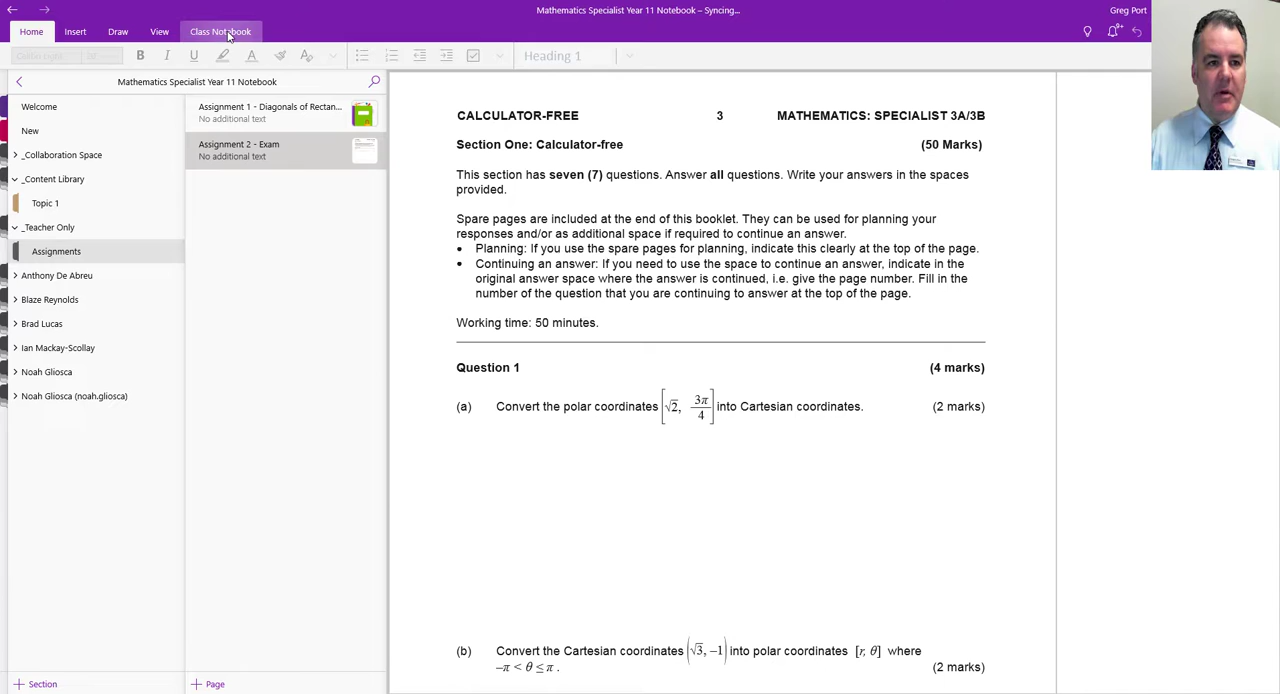 Mathematics Specialist Year 11 Notebook – Syncing...
Greg Port
Home Insert Draw View Class Notebook
Heading 1
Mathematics Specialist Year 11 Notebook
Welcome
New
_Collaboration Space
_Content Library
Topic 1
_Teacher Only
Assignments
Anthony De Abreu
Blaze Reynolds
Brad Lucas
Ian Mackay-Scollay
Noah Gliosca
Noah Gliosca (noah.gliosca)
+ Section
Assignment 1 - Diagonals of Rectan...
No additional text
Assignment 2 - Exam
No additional text
+ Page
CALCULATOR-FREE 3 MATHEMATICS: SPECIALIST 3A/3B
Section One: Calculator-free (50 Marks)
This section has seven (7) questions. Answer all questions. Write your answers in the spaces
provided.
Spare pages are included at the end of this booklet. They can be used for planning your
responses and/or as additional space if required to continue an answer.
• Planning: If you use the spare pages for planning, indicate this clearly at the top of the page.
• Continuing an answer: If you need to use the space to continue an answer, indicate in the
original answer space where the answer is continued, i.e. give the page number. Fill in the
number of the question that you are continuing to answer at the top of the page.
Working time: 50 minutes.
Question 1 (4 marks)
(a) Convert the polar coordinates [√2, 3π/4] into Cartesian coordinates. (2 marks)
(b) Convert the Cartesian coordinates (√3, −1) into polar coordinates [r, θ] where
−π < θ ≤ π . (2 marks)